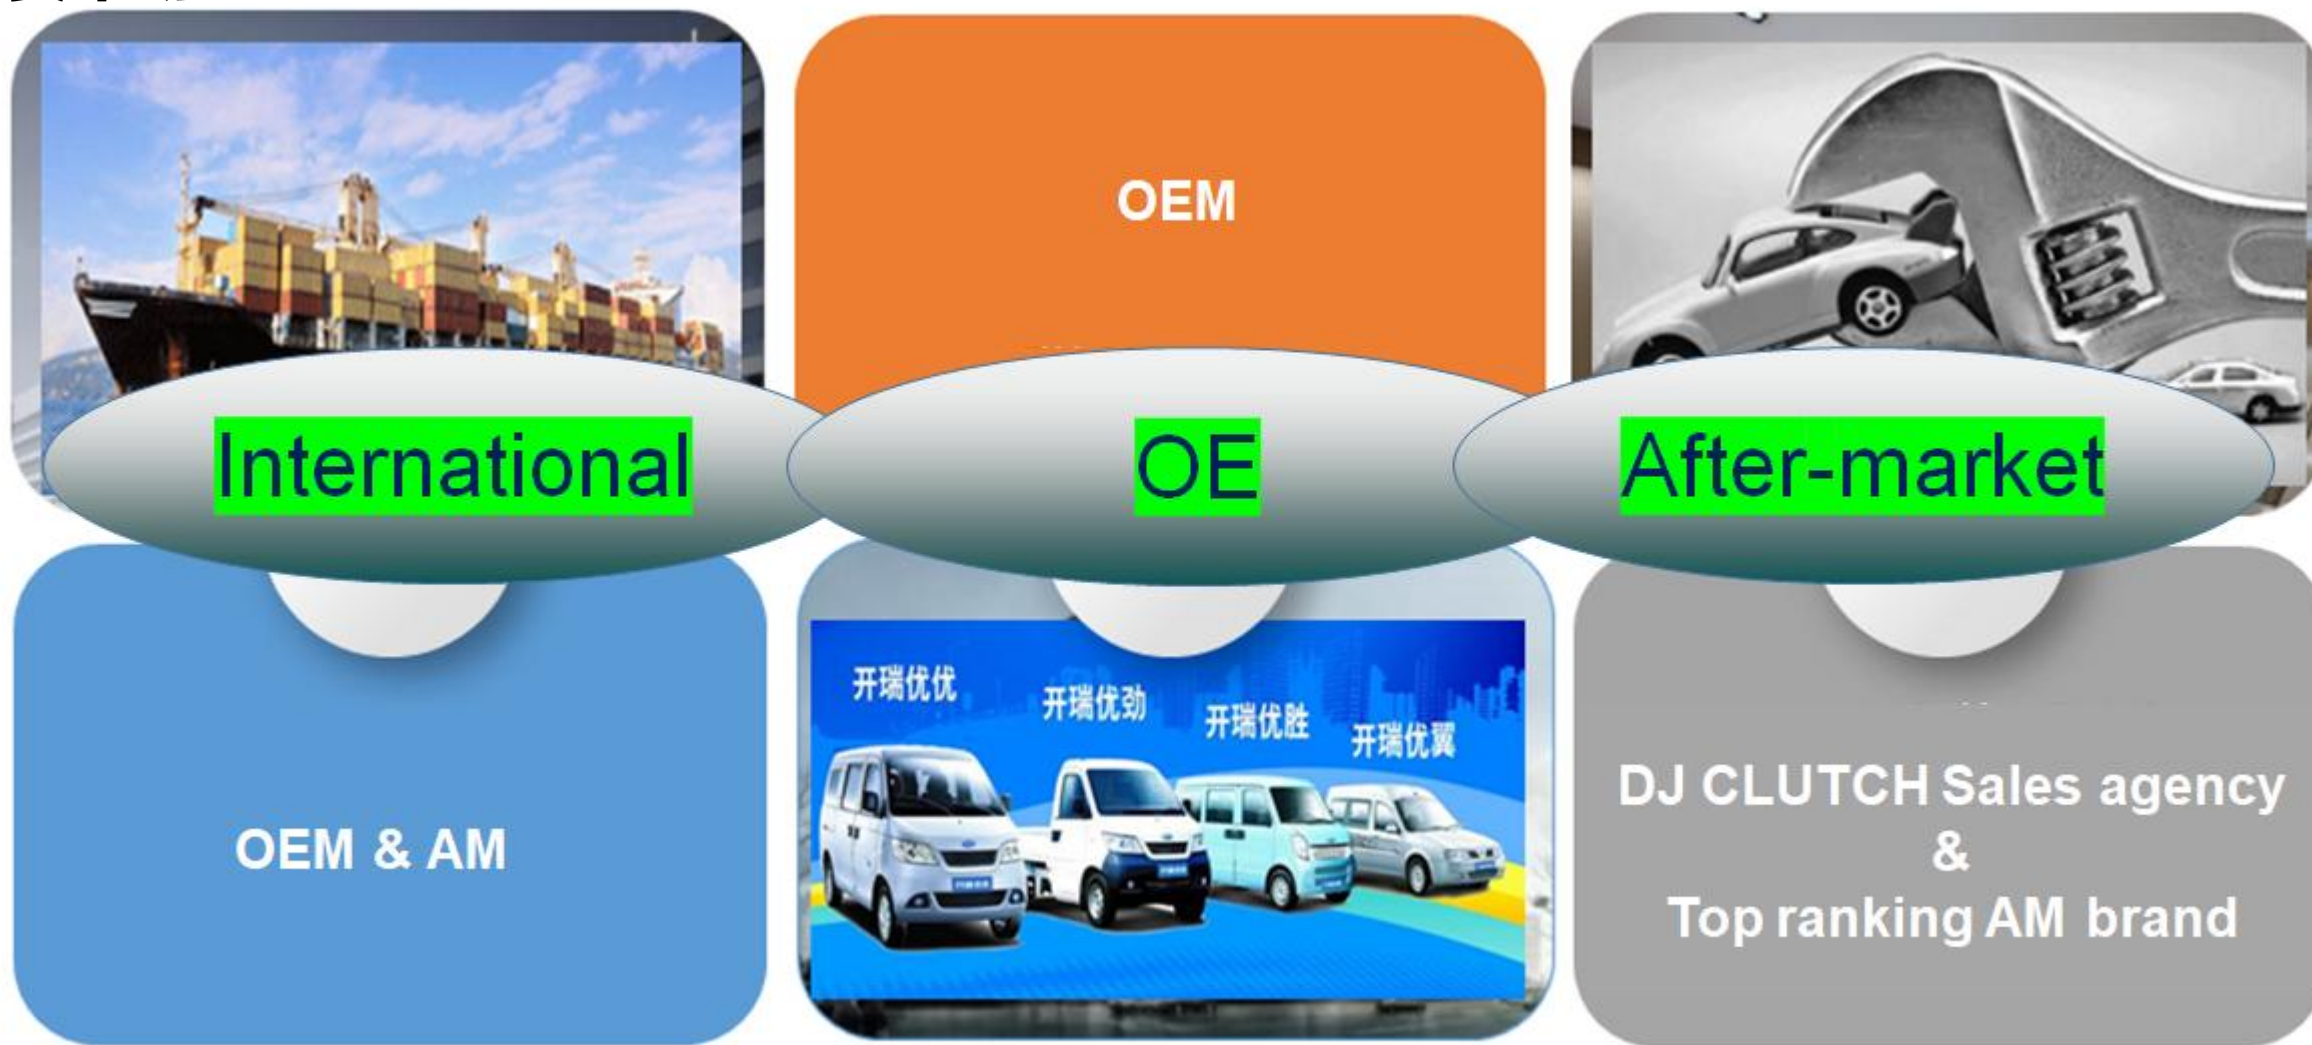 OEM
International
OE
After-market
OEM & AM
开瑞优优
开瑞优劲
开瑞优胜
开瑞优翼
DJ CLUTCH Sales agency
&
Top ranking AM brand